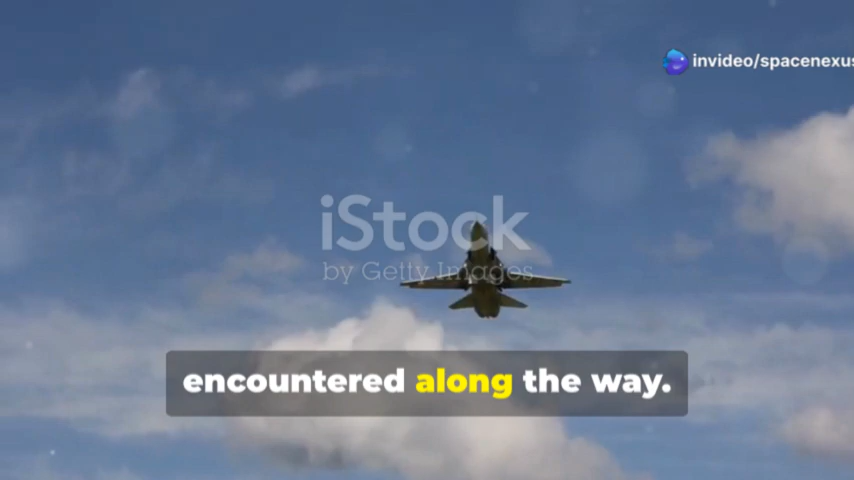 invideo/spacenexus
iStock
by Getty Images
encountered along the way.